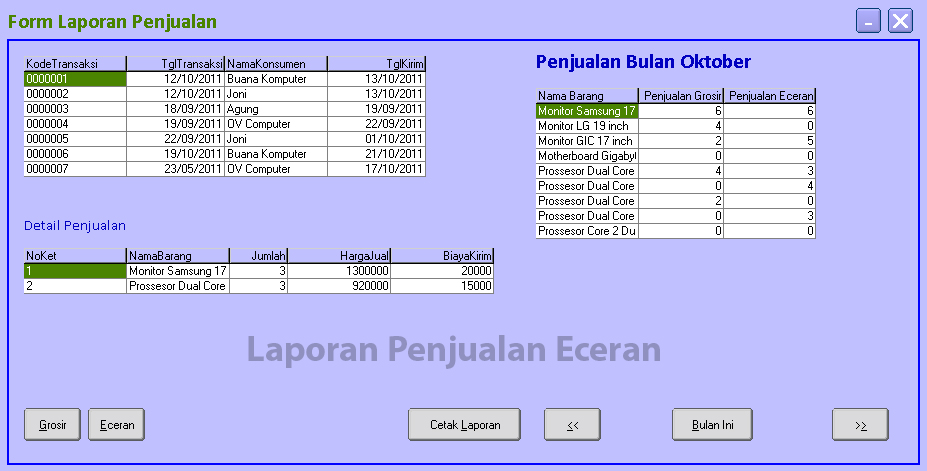 Form Laporan Penjualan
KodeTransaksi TglTransaksi NamaKonsumen TglKirim
0000001 12/10/2011 Buana Komputer 13/10/2011
0000002 12/10/2011 Joni 13/10/2011
0000003 18/09/2011 Agung 19/09/2011
0000004 19/09/2011 OV Computer 22/09/2011
0000005 22/09/2011 Joni 01/10/2011
0000006 19/10/2011 Buana Komputer 21/10/2011
0000007 23/05/2011 OV Computer 17/10/2011
Penjualan Bulan Oktober
Nama Barang Penjualan Grosir Penjualan Eceran
Monitor Samsung 17 6 6
Monitor LG 19 inch 4 0
Monitor GIC 17 inch 2 5
Motherboard Gigaby 0 0
Prossesor Dual Core 4 3
Prossesor Dual Core 0 4
Prossesor Dual Core 2 0
Prossesor Dual Core 0 3
Prossesor Core 2 Du 0 0
Detail Penjualan
NoKet NamaBarang Jumlah HargaJual BiayaKirim
1 Monitor Samsung 17 3 1300000 20000
2 Prossesor Dual Core 3 920000 15000
Laporan Penjualan Eceran
Grosir Eceran Cetak Laporan << Bulan Ini >>